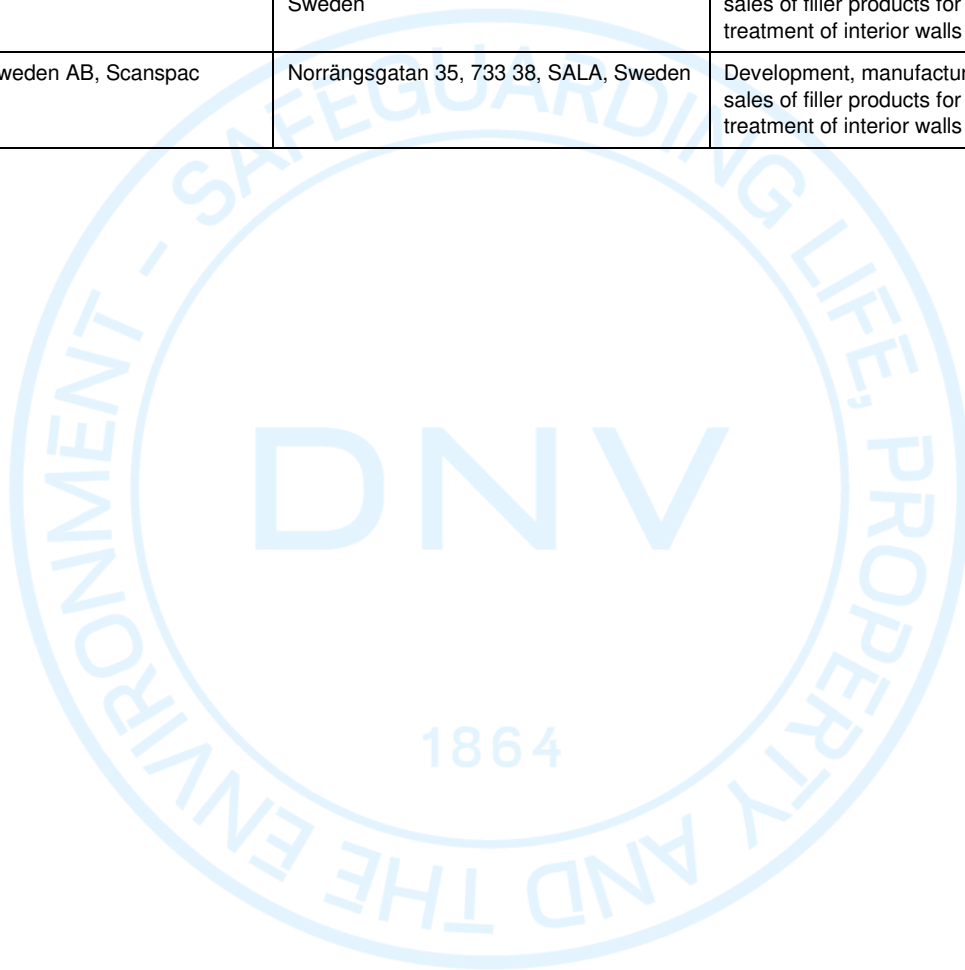 Sweden
sales of filler products for
treatment of interior walls
weden AB, Scanspac
Norrängsgatan 35, 733 38, SALA, Sweden
Development, manufactur
sales of filler products for
treatment of interior walls
SAFEGUARDING LIFE, PROPERTY AND THE ENVIRONMENT -
DNV
1864